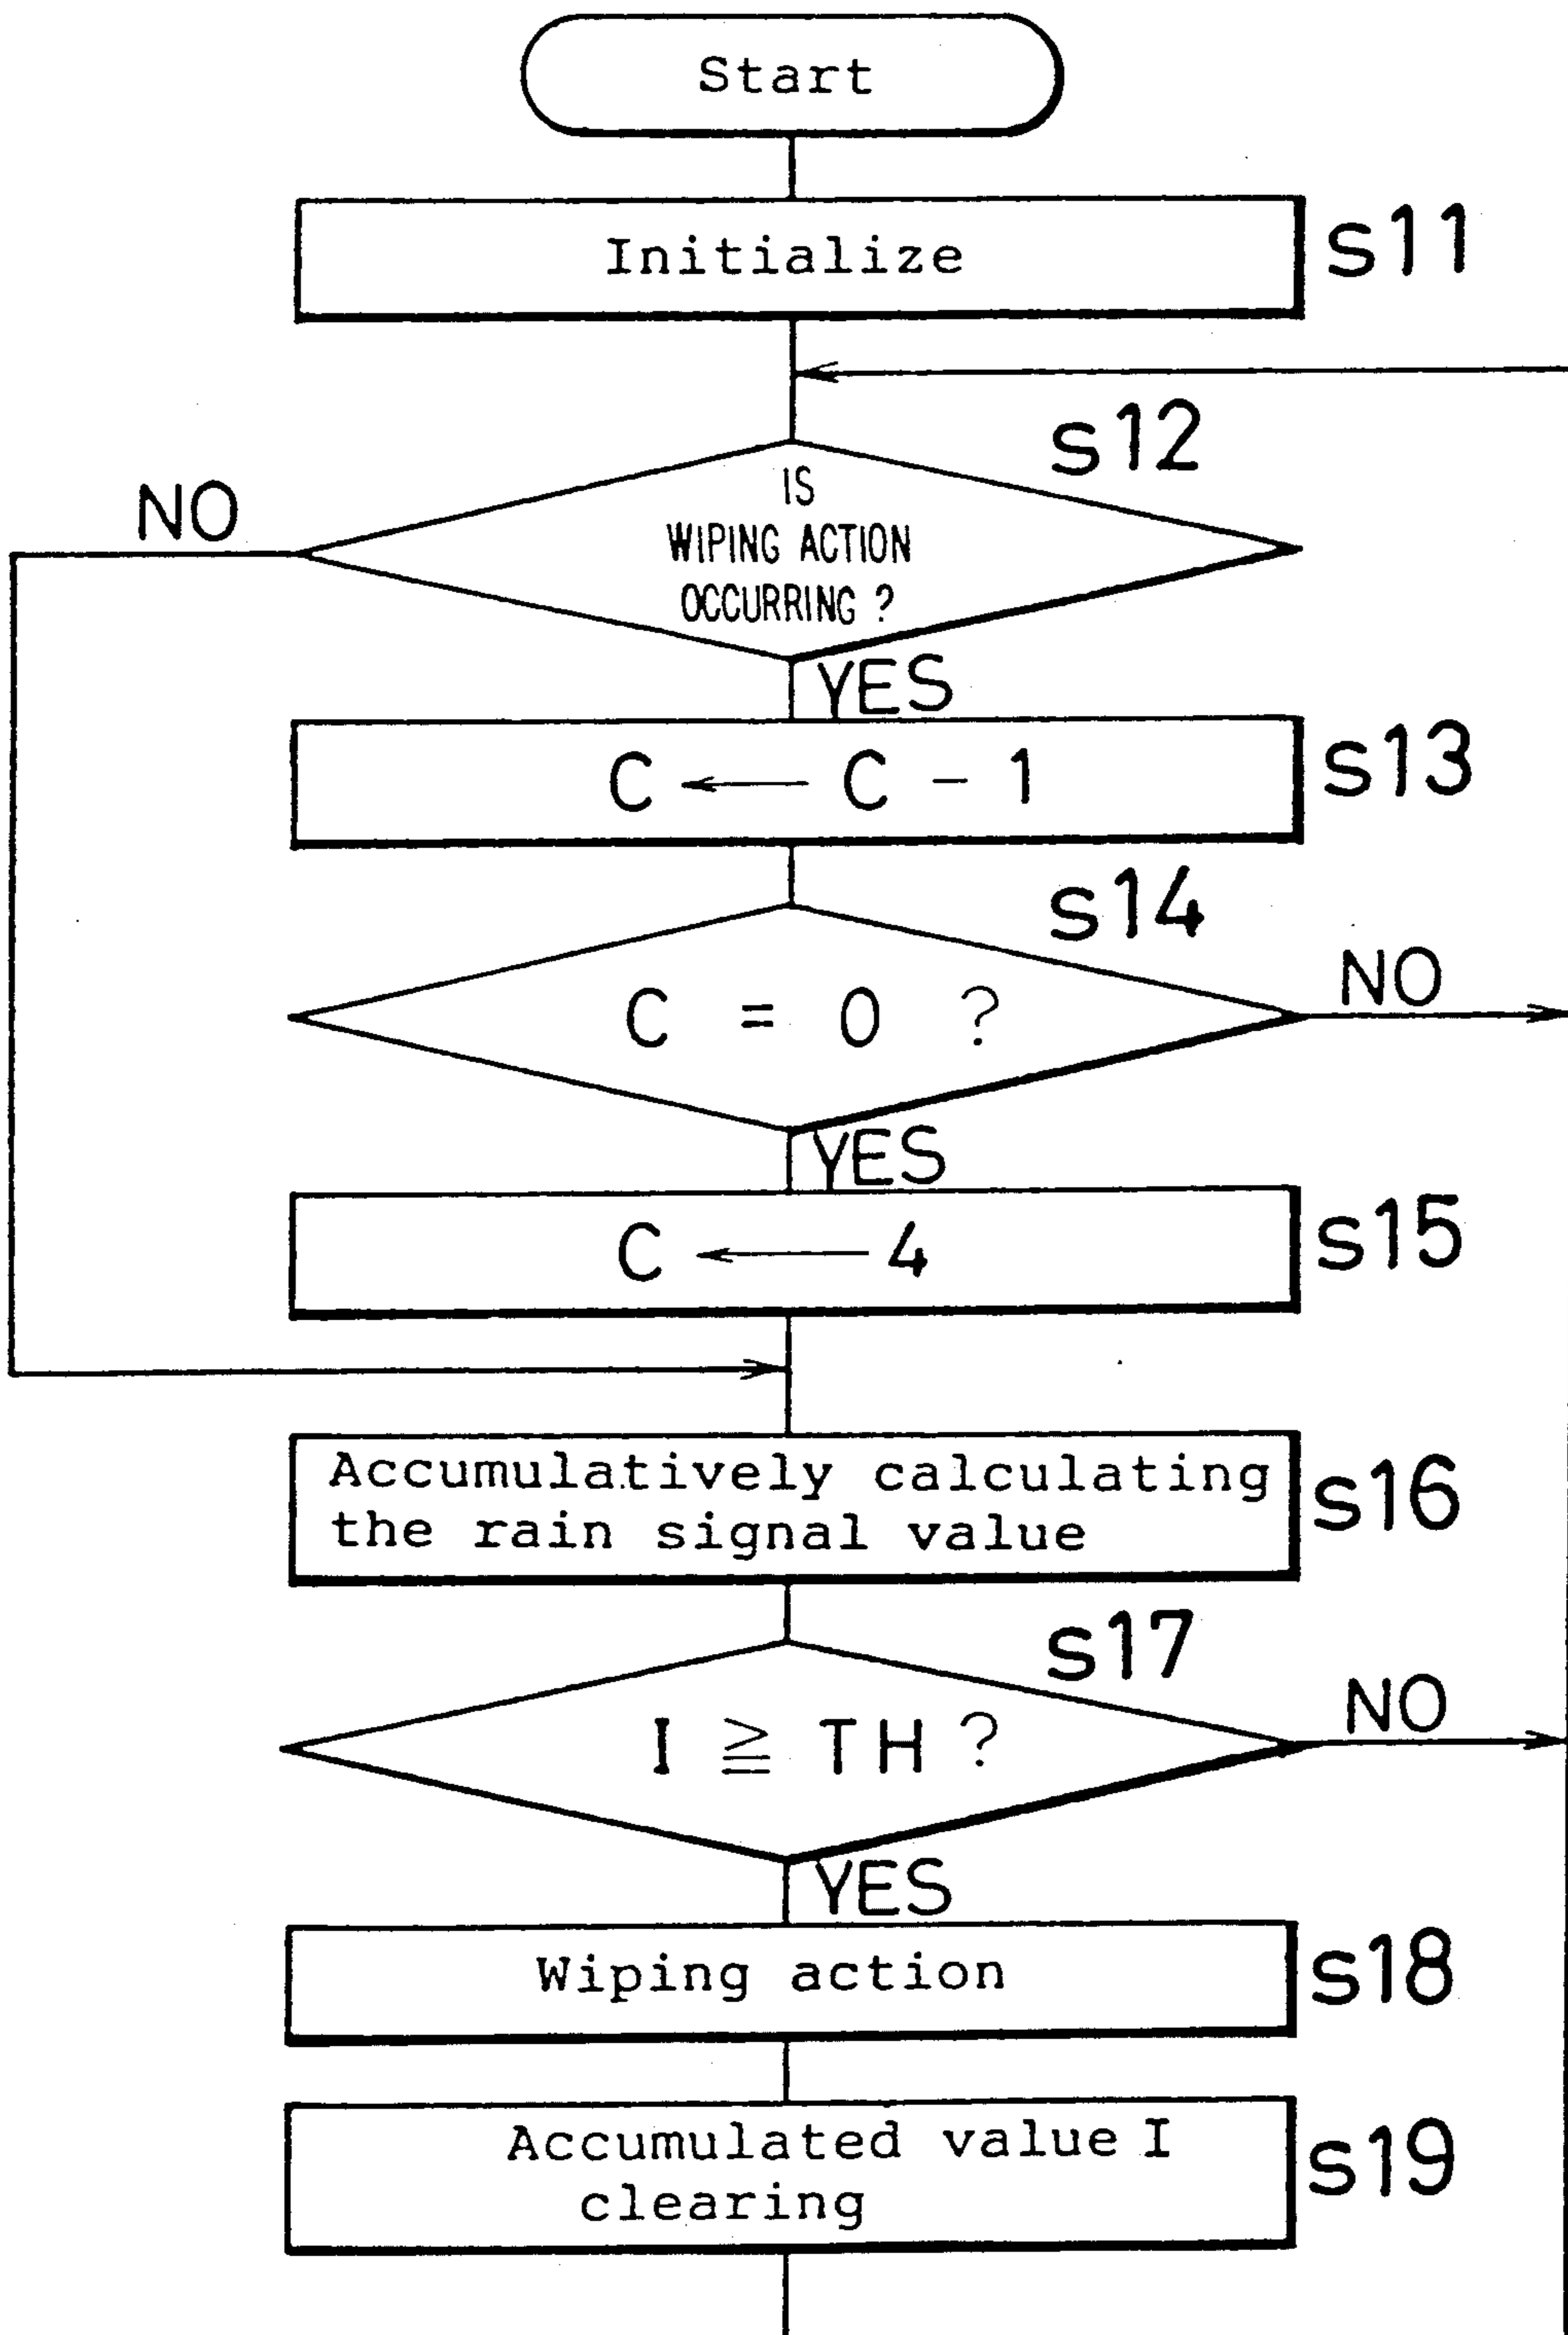 Start
Initialize
s11
s12
NO
IS
WIPING ACTION
OCCURRING ?
YES
C ← C - 1
s13
s14
C = 0 ?
NO
YES
C ← 4
s15
Accumulatively calculating
the rain signal value
s16
s17
I ≧ TH ?
NO
YES
Wiping action
s18
Accumulated value I
clearing
s19